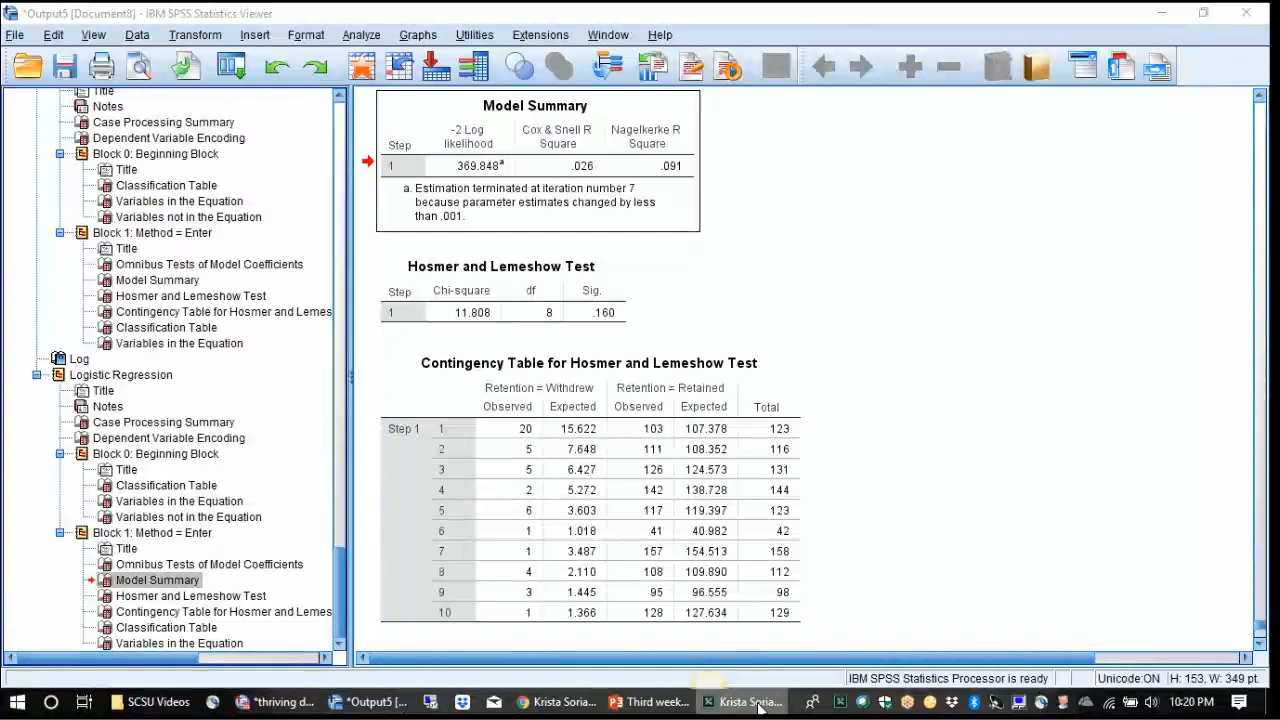 *Output5 [Document8] - IBM SPSS Statistics Viewer
File Edit View Data Transform Insert Format Analyze Graphs Utilities Extensions Window Help
Title
Notes
Case Processing Summary
Dependent Variable Encoding
Block 0: Beginning Block
Title
Classification Table
Variables in the Equation
Variables not in the Equation
Block 1: Method = Enter
Title
Omnibus Tests of Model Coefficients
Model Summary
Hosmer and Lemeshow Test
Contingency Table for Hosmer and Lemes
Classification Table
Variables in the Equation
Log
Logistic Regression
Title
Notes
Case Processing Summary
Dependent Variable Encoding
Block 0: Beginning Block
Title
Classification Table
Variables in the Equation
Variables not in the Equation
Block 1: Method = Enter
Title
Omnibus Tests of Model Coefficients
Model Summary
Hosmer and Lemeshow Test
Contingency Table for Hosmer and Lemes
Classification Table
Variables in the Equation
Model Summary
Step -2 Log likelihood Cox & Snell R Square Nagelkerke R Square
1 369.848a .026 .091
a. Estimation terminated at iteration number 7
because parameter estimates changed by less
than .001.
Hosmer and Lemeshow Test
Step Chi-square df Sig.
1 11.808 8 .160
Contingency Table for Hosmer and Lemeshow Test
Retention = Withdrew Retention = Retained
Observed Expected Observed Expected Total
Step 1 1 20 15.622 103 107.378 123
2 5 7.648 111 108.352 116
3 5 6.427 126 124.573 131
4 2 5.272 142 138.728 144
5 6 3.603 117 119.397 123
6 1 1.018 41 40.982 42
7 1 3.487 157 154.513 158
8 4 2.110 108 109.890 112
9 3 1.445 95 96.555 98
10 1 1.366 128 127.634 129
IBM SPSS Statistics Processor is ready Unicode:ON H: 153, W: 349 pt.
SCSU Videos *thriving d... *Output5 [... Krista Soria... Third week... Krista Soria... 10:20 PM